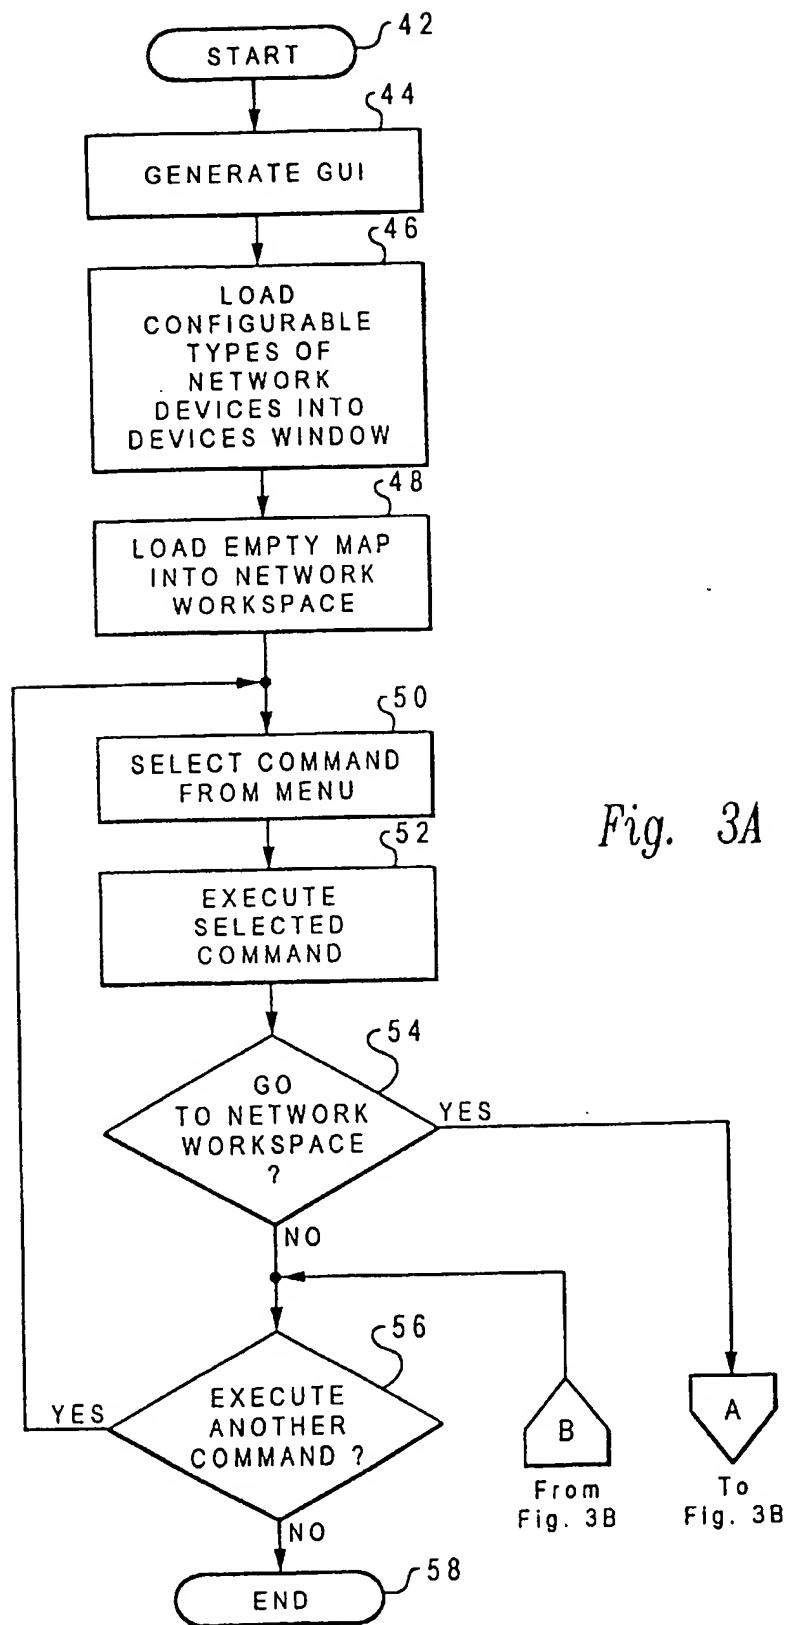 42
START
44
GENERATE GUI
46
LOAD
CONFIGURABLE
TYPES OF
NETWORK
DEVICES INTO
DEVICES WINDOW
48
LOAD EMPTY MAP
INTO NETWORK
WORKSPACE
50
SELECT COMMAND
FROM MENU
Fig. 3A
52
EXECUTE
SELECTED
COMMAND
54
GO
TO NETWORK
WORKSPACE
?
YES
NO
56
EXECUTE
ANOTHER
COMMAND ?
YES
B
From
Fig. 3B
A
To
Fig. 3B
NO
58
END